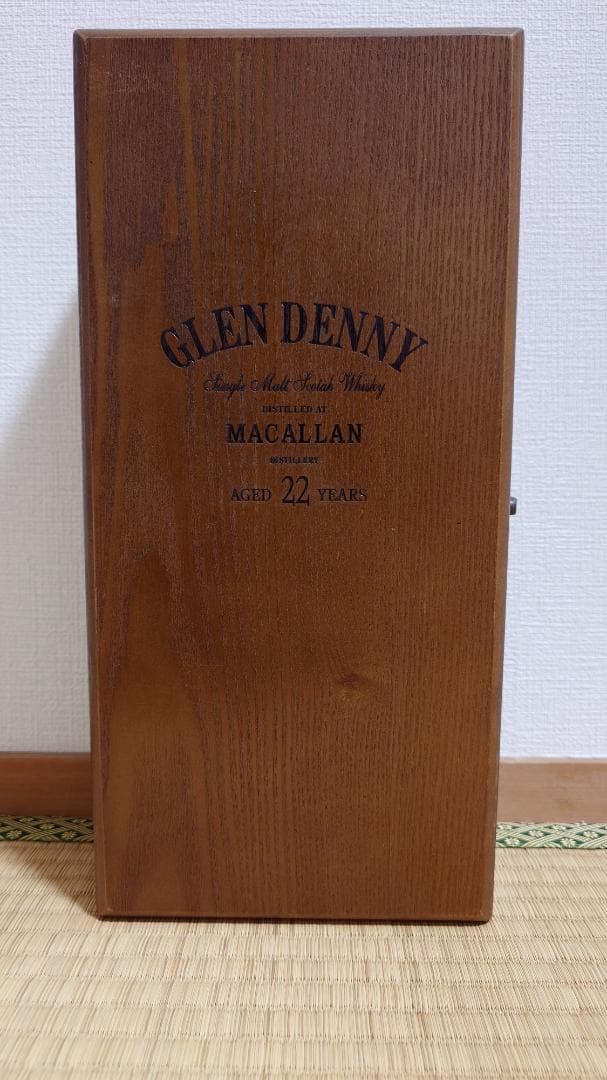 GLEN DENNY
Single Malt Scotch Whisky
DISTILLED AT
MACALLAN
DISTILLERY
AGED 22 YEARS